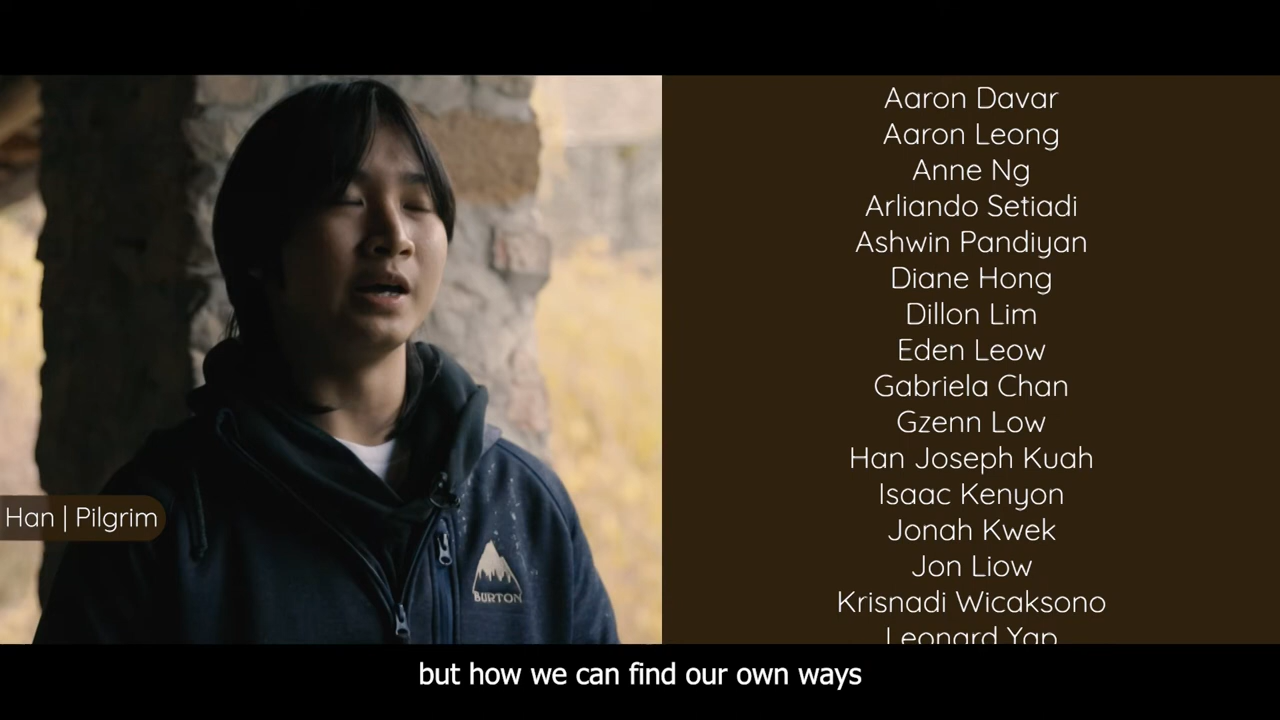 Aaron Davar
Aaron Leong
Anne Ng
Arliando Setiadi
Ashwin Pandiyan
Diane Hong
Dillon Lim
Eden Leow
Gabriela Chan
Gzenn Low
Han Joseph Kuah
Isaac Kenyon
Jonah Kwek
Jon Liow
Krisnadi Wicaksono
Leonard Yap
Han | Pilgrim
BURTON
but how we can find our own ways